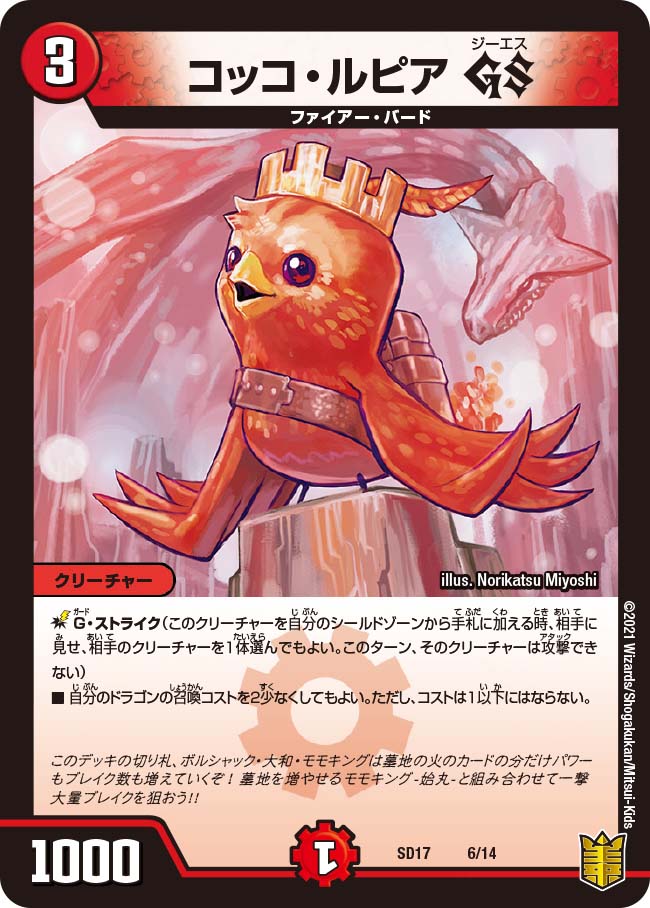 3
ジーエス
コッコ・ルピア GS
ファイアー・バード
クリーチャー
illus. Norikatsu Miyoshi
G・ストライク(このクリーチャーを自分のシールドゾーンから手札に加える時、相手に
見せ、相手のクリーチャーを1体選んでもよい。このターン、そのクリーチャーは攻撃でき
ない)
■ 自分のドラゴンの召喚コストを2少なくしてもよい。ただし、コストは1以下にはならない。
このデッキの切り札、ボルシャック・大和・モモキングは墓地の火のカードの分だけパワー
もブレイク数も増えていくぞ！墓地を増やせるモモキング-始丸-と組み合わせて一撃
大量ブレイクを狙おう!!
©2021 Wizards/Shogakukan/Mitsui-Kids
1000
1
SD17 6/14